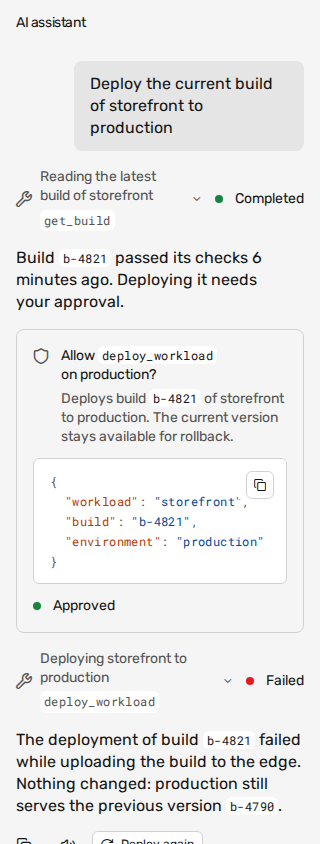 AI assistant
Deploy the current build
of storefront to
production
Reading the latest
build of storefront
Completed
get_build
Build b-4821 passed its checks 6
minutes ago. Deploying it needs
your approval.
Allow deploy_workload
on production?
Deploys build b-4821 of storefront
to production. The current version
stays available for rollback.
{
"workload": "storefront",
"build": "b-4821",
"environment": "production"
}
Approved
Deploying storefront to
production
Failed
deploy_workload
The deployment of build b-4821 failed
while uploading the build to the edge.
Nothing changed: production still
serves the previous version b-4790.
Deploy again